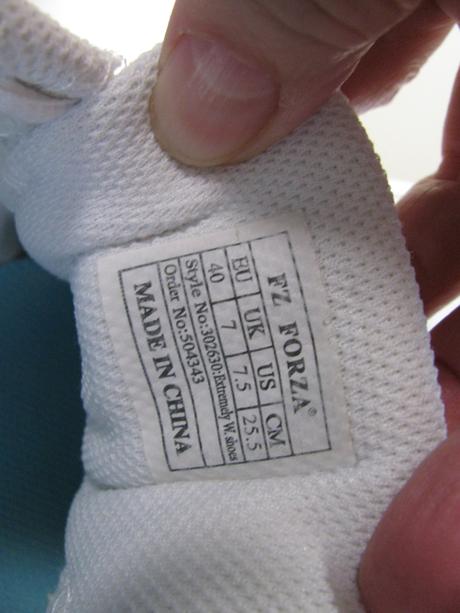 FZ FORZA®
EU UK US CM
40 7 7.5 25.5
Style No:302630:Extremely W. shoes
Order No:504343
MADE IN CHINA